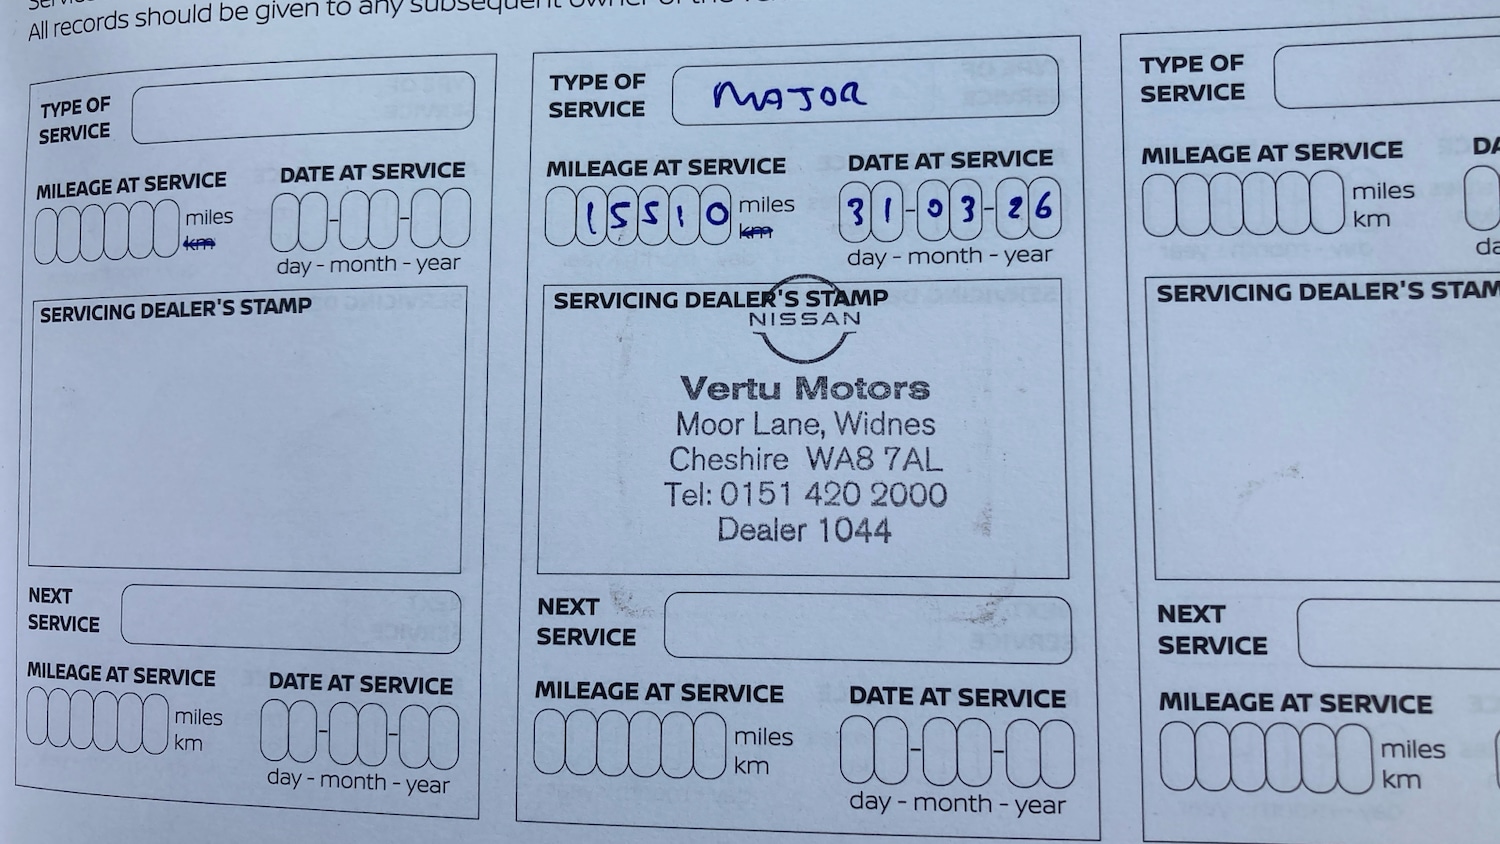 All records should be given to any subsequent owner of the
TYPE OF
SERVICE
MILEAGE AT SERVICE
DATE AT SERVICE
miles
km
- -
day - month - year
SERVICING DEALER'S STAMP
NEXT
SERVICE
MILEAGE AT SERVICE
DATE AT SERVICE
miles
km
- -
day - month - year
TYPE OF
SERVICE
MAJOR
MILEAGE AT SERVICE
DATE AT SERVICE
15510 miles
km
31-03-26
day - month - year
SERVICING DEALER'S STAMP
NISSAN
Vertu Motors
Moor Lane, Widnes
Cheshire WA8 7AL
Tel: 0151 420 2000
Dealer 1044
NEXT
SERVICE
MILEAGE AT SERVICE
DATE AT SERVICE
miles
km
- -
day - month - year
TYPE OF
SERVICE
MILEAGE AT SERVICE
DA
miles
km
da
SERVICING DEALER'S STAM
NEXT
SERVICE
MILEAGE AT SERVICE
miles
km